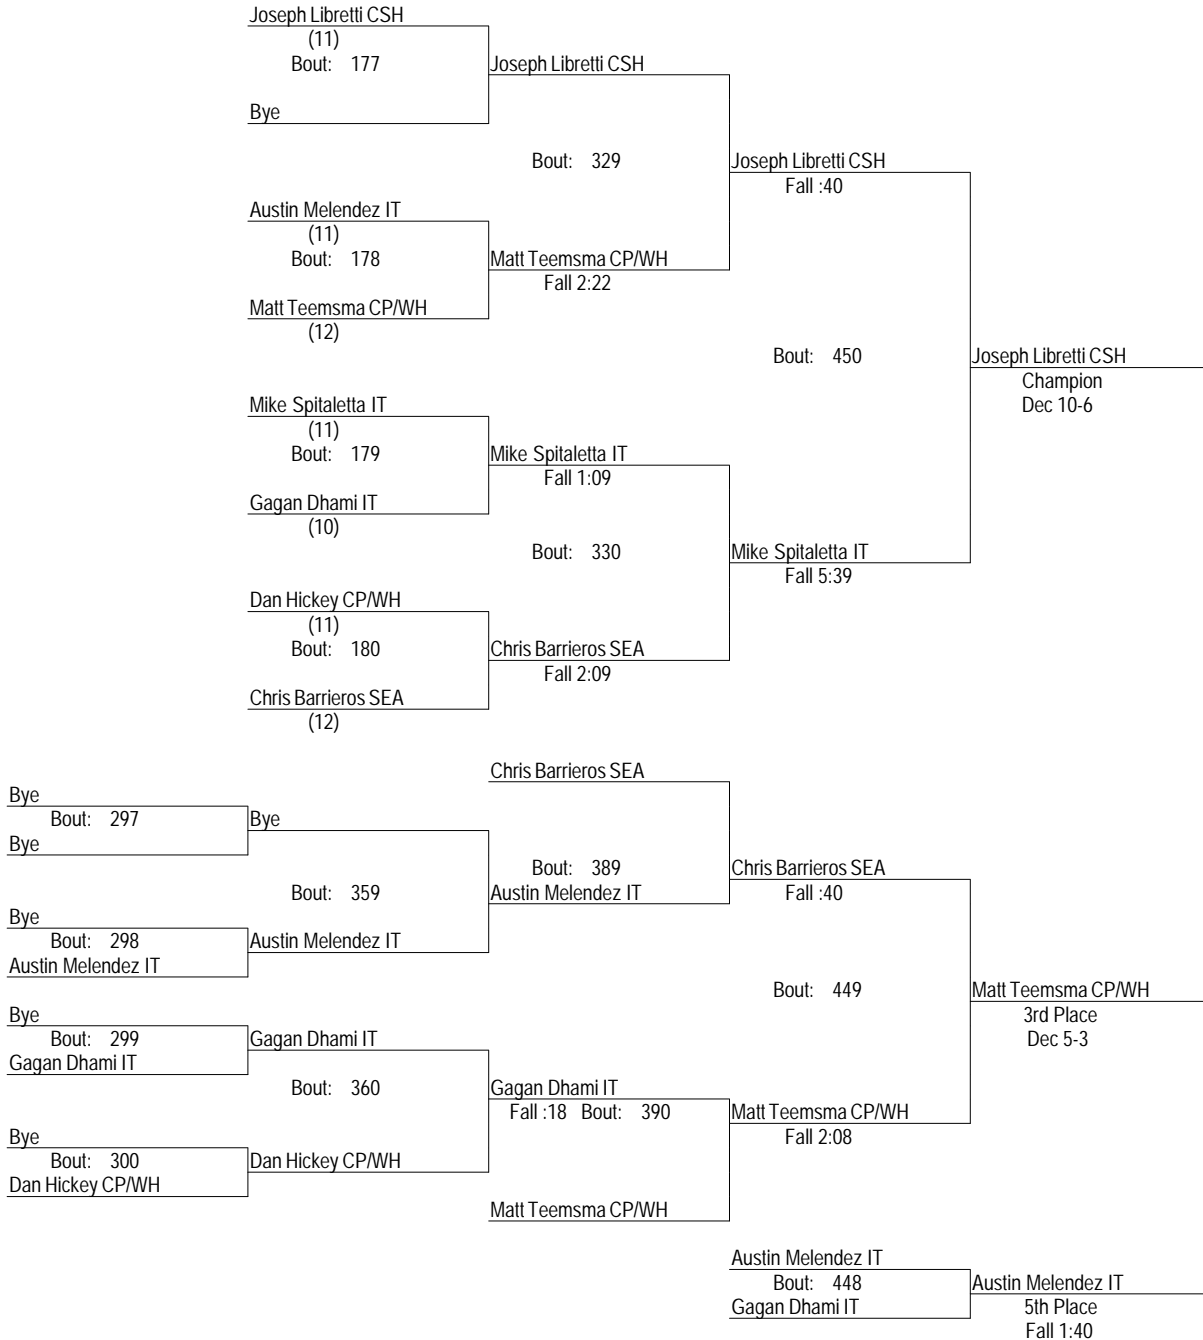 Joseph Libretti CSH
(11)
Bout: 177
Joseph Libretti CSH
Bye
Bout: 329
Joseph Libretti CSH
Fall :40
Austin Melendez IT
(11)
Bout: 178
Matt Teemsma CP/WH
Fall 2:22
Matt Teemsma CP/WH
(12)
Bout: 450
Joseph Libretti CSH
Champion
Dec 10-6
Mike Spitaletta IT
(11)
Bout: 179
Mike Spitaletta IT
Fall 1:09
Gagan Dhami IT
(10)
Bout: 330
Mike Spitaletta IT
Fall 5:39
Dan Hickey CP/WH
(11)
Bout: 180
Chris Barrieros SEA
Fall 2:09
Chris Barrieros SEA
(12)
Chris Barrieros SEA
Bye
Bout: 297
Bye
Bye
Bout: 389
Chris Barrieros SEA
Fall :40
Bout: 359
Austin Melendez IT
Bye
Bout: 298
Austin Melendez IT
Austin Melendez IT
Bout: 449
Matt Teemsma CP/WH
3rd Place
Dec 5-3
Bye
Bout: 299
Gagan Dhami IT
Gagan Dhami IT
Bout: 360
Gagan Dhami IT
Fall :18 Bout: 390
Matt Teemsma CP/WH
Fall 2:08
Bye
Bout: 300
Dan Hickey CP/WH
Dan Hickey CP/WH
Matt Teemsma CP/WH
Austin Melendez IT
Bout: 448
Gagan Dhami IT
Austin Melendez IT
5th Place
Fall 1:40